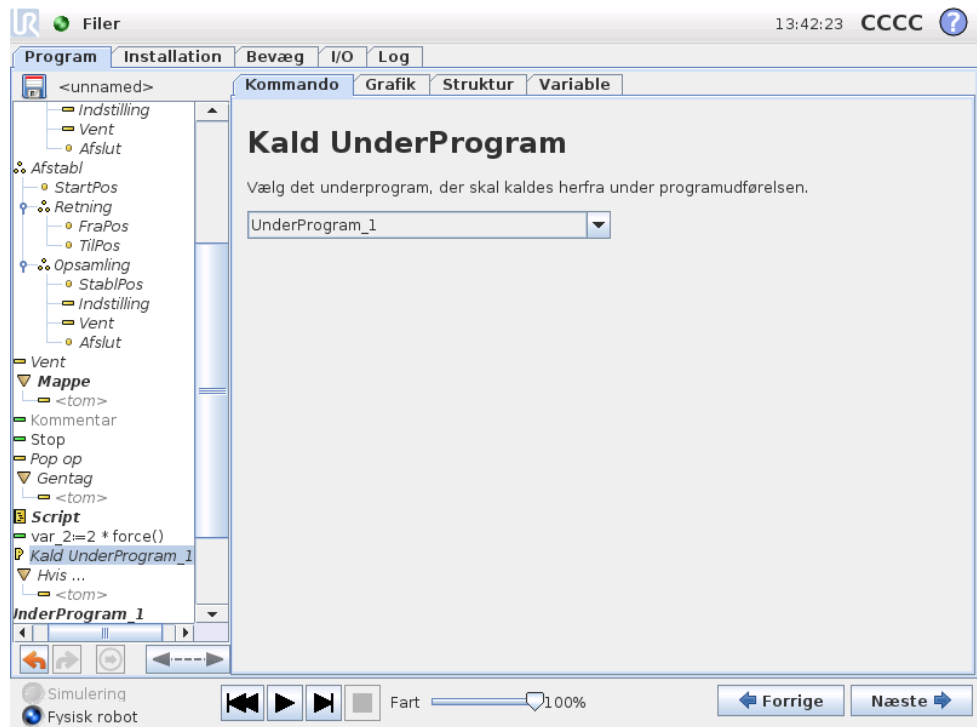 UR Filer 13:42:23 CCCC ?
Program Installation Bevæg I/O Log
<unnamed>
Kommando Grafik Struktur Variable
Indstilling
Vent
Afslut
Afstabl
StartPos
Retning
FraPos
TilPos
Opsamling
StablPos
Indstilling
Vent
Afslut
Vent
Mappe
<tom>
Kommentar
Stop
Pop op
Gentag
<tom>
Script
var_2:=2 * force()
Kald UnderProgram_1
Hvis ...
<tom>
UnderProgram_1
Kald UnderProgram
Vælg det underprogram, der skal kaldes herfra under programudførelsen.
UnderProgram_1
Simulering
Fysisk robot
Fart 100%
Forrige Næste